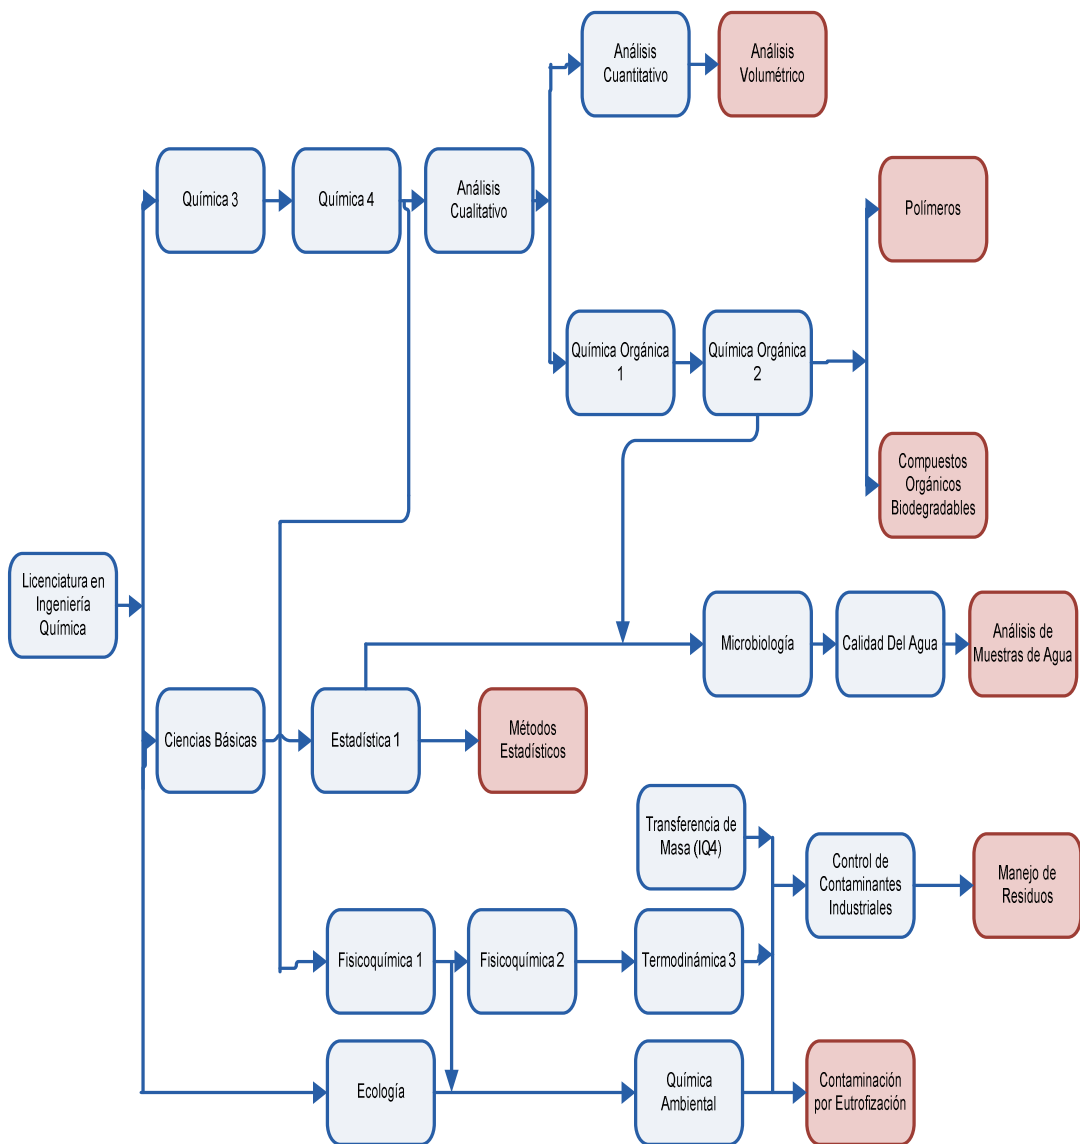 Análisis
Cuantitativo
Análisis
Volumétrico
Química 3
Química 4
Análisis
Cualitativo
Polímeros
Química Orgánica
1
Química Orgánica
2
Compuestos
Orgánicos
Biodegradables
Licenciatura en
Ingeniería
Química
Microbiología
Calidad Del Agua
Análisis de
Muestras de Agua
Ciencias Básicas
Estadística 1
Métodos
Estadísticos
Transferencia de
Masa (IQ4)
Control de
Contaminantes
Industriales
Manejo de
Residuos
Fisicoquímica 1
Fisicoquímica 2
Termodinámica 3
Ecología
Química
Ambiental
Contaminación
por Eutrofización